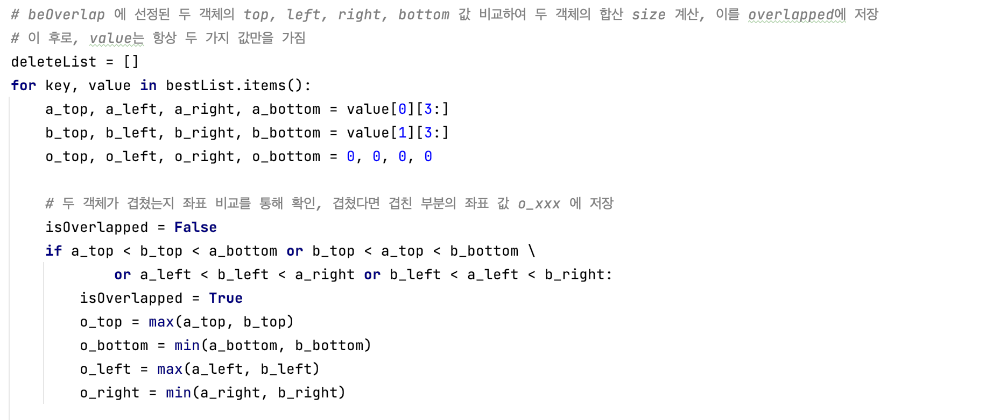 # beOverlap 에 선정된 두 객체의 top, left, right, bottom 값 비교하여 두 객체의 합산 size 계산, 이를 overlapped에 저장
# 이 후로, value는 항상 두 가지 값만을 가짐
deleteList = []
for key, value in bestList.items():
    a_top, a_left, a_right, a_bottom = value[0][3:]
    b_top, b_left, b_right, b_bottom = value[1][3:]
    o_top, o_left, o_right, o_bottom = 0, 0, 0, 0

    # 두 객체가 겹쳤는지 좌표 비교를 통해 확인, 겹쳤다면 겹친 부분의 좌표 값 o_xxx 에 저장
    isOverlapped = False
    if a_top < b_top < a_bottom or b_top < a_top < b_bottom \
            or a_left < b_left < a_right or b_left < a_left < b_right:
        isOverlapped = True
        o_top = max(a_top, b_top)
        o_bottom = min(a_bottom, b_bottom)
        o_left = max(a_left, b_left)
        o_right = min(a_right, b_right)